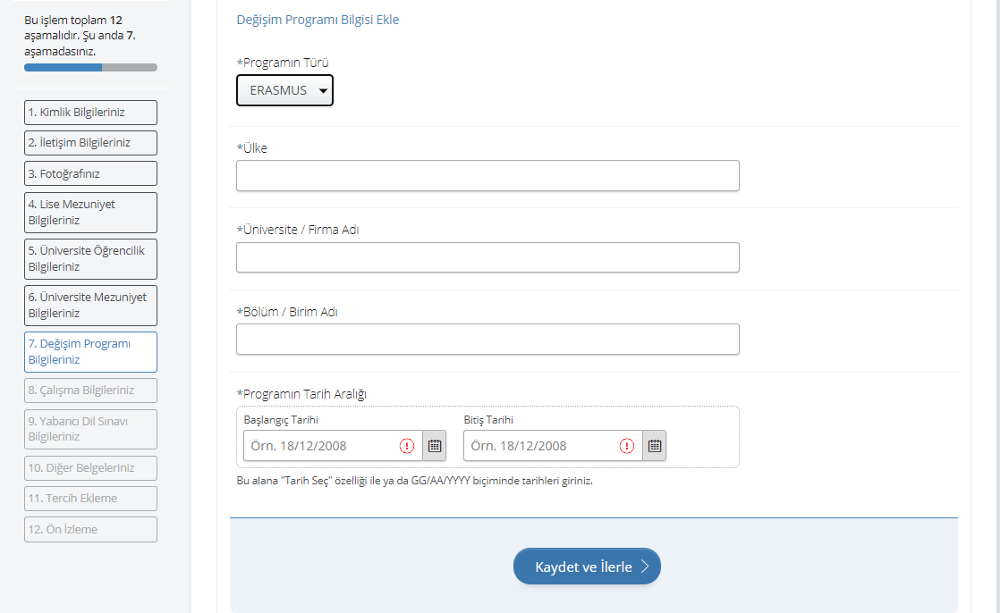 Bu işlem toplam 12
aşamalıdır. Şu anda 7.
aşamadasınız.
1. Kimlik Bilgileriniz
2. İletişim Bilgileriniz
3. Fotoğrafınız
4. Lise Mezuniyet
Bilgileriniz
5. Üniversite Öğrencilik
Bilgileriniz
6. Üniversite Mezuniyet
Bilgileriniz
7. Değişim Programı
Bilgileriniz
8. Çalışma Bilgileriniz
9. Yabancı Dil Sınavı
Bilgileriniz
10. Diğer Belgeleriniz
11. Tercih Ekleme
12. Ön İzleme
Değişim Programı Bilgisi Ekle
*Programın Türü
ERASMUS
*Ülke
*Üniversite / Firma Adı
*Bölüm / Birim Adı
*Programın Tarih Aralığı
Başlangıç Tarihi
Örn. 18/12/2008
Bitiş Tarihi
Örn. 18/12/2008
Bu alana "Tarih Seç" özelliği ile ya da GG/AA/YYYY biçiminde tarihleri giriniz.
Kaydet ve İlerle